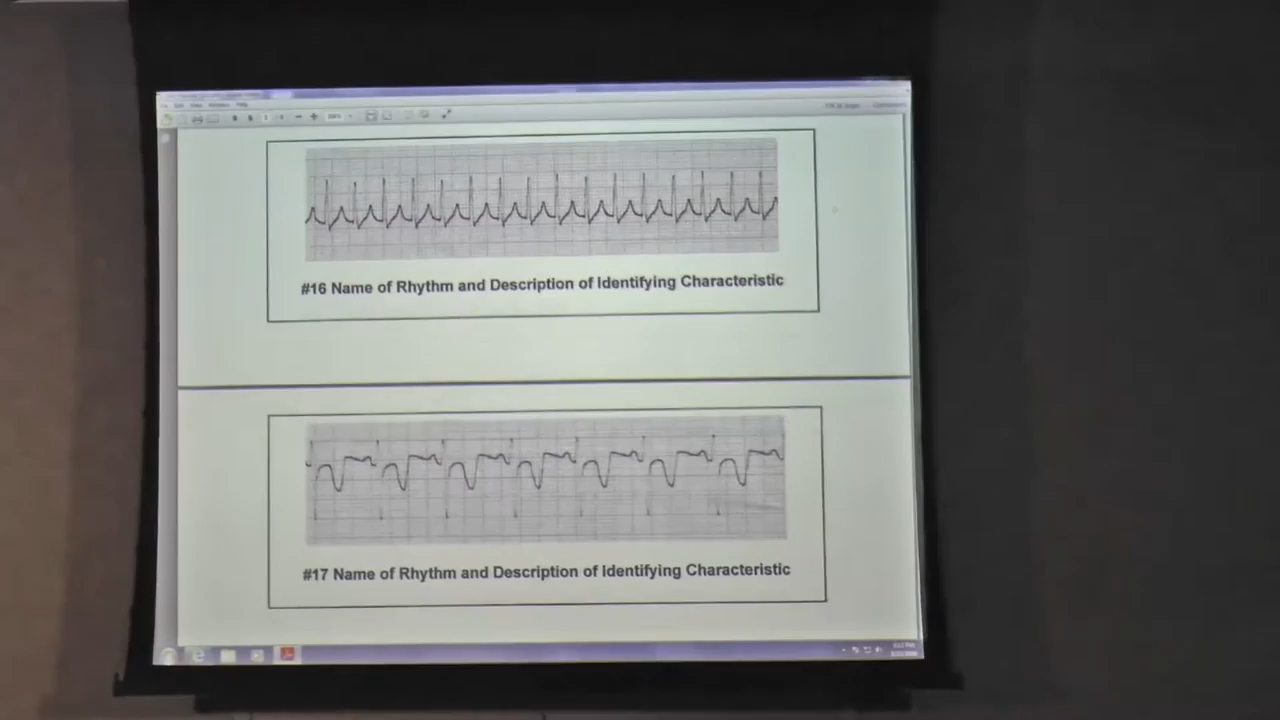 #16 Name of Rhythm and Description of Identifying Characteristic
#17 Name of Rhythm and Description of Identifying Characteristic